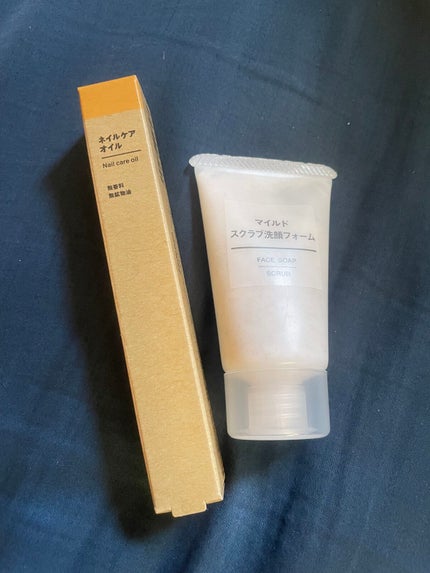 ネイルケア
オイル
Nail care oil
無香料
無鉱物油
マイルド
スクラブ洗顔フォーム
FACE SOAP
SCRUB